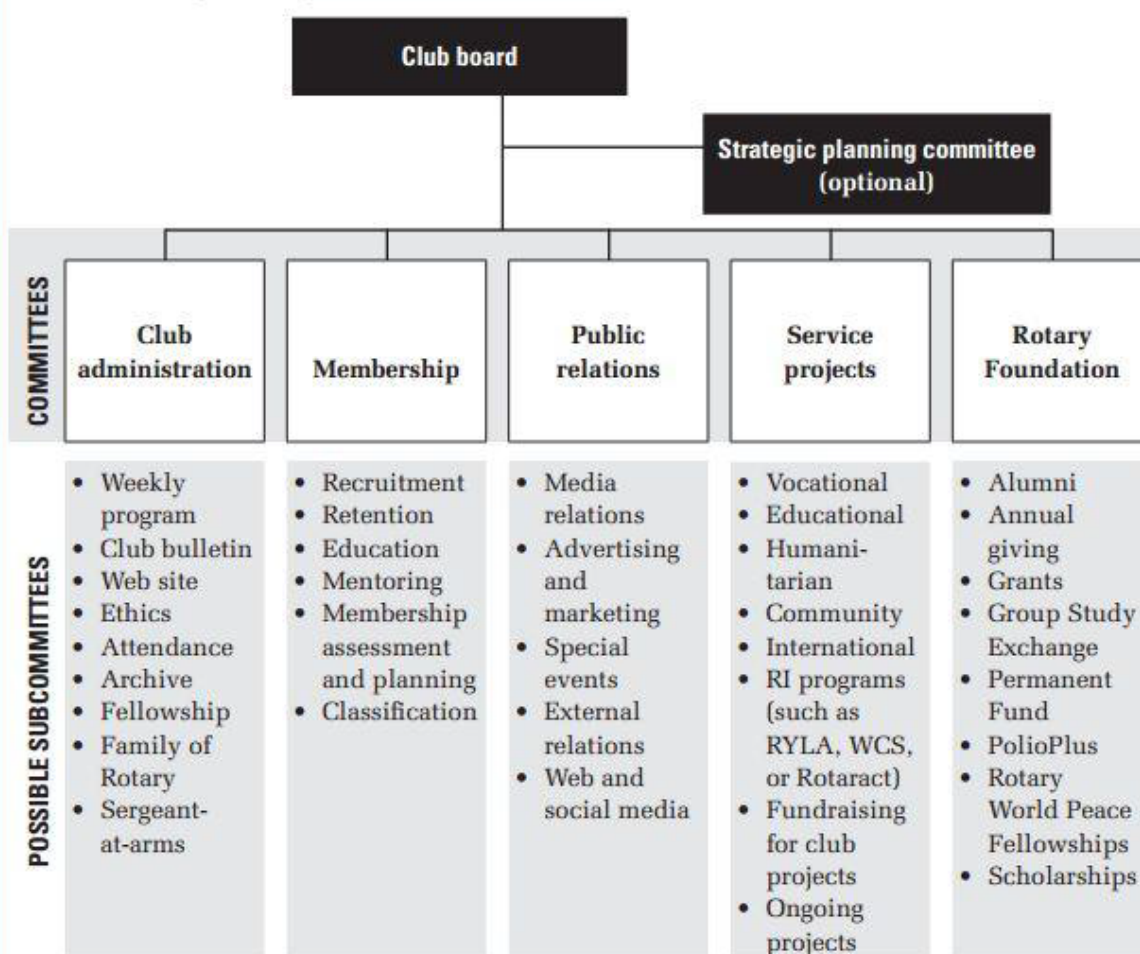 Club board
Strategic planning committee
(optional)
COMMITTEES
Club
administration
Membership
Public
relations
Service
projects
Rotary
Foundation
POSSIBLE SUBCOMMITTEES
• Weekly
program
• Club bulletin
• Web site
• Ethics
• Attendance
• Archive
• Fellowship
• Family of
Rotary
• Sergeant-
at-arms
• Recruitment
• Retention
• Education
• Mentoring
• Membership
assessment
and planning
• Classification
• Media
relations
• Advertising
and
marketing
• Special
events
• External
relations
• Web and
social media
• Vocational
• Educational
• Humani-
tarian
• Community
• International
• RI programs
(such as
RYLA, WCS,
or Rotaract)
• Fundraising
for club
projects
• Ongoing
projects
• Alumni
• Annual
giving
• Grants
• Group Study
Exchange
• Permanent
Fund
• PolioPlus
• Rotary
World Peace
Fellowships
• Scholarships